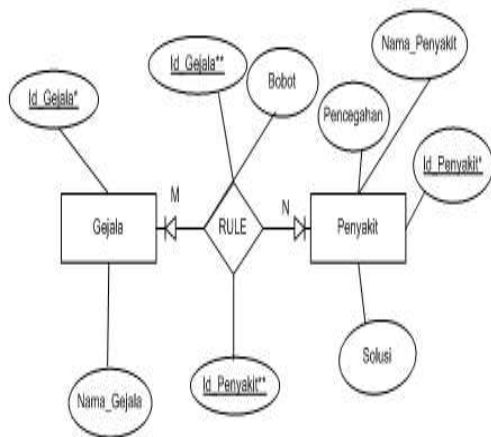 Nama_Penyakit
Id_Gejala**
Bobot
Id_Gejala*
Pencegahan
Id_Penyakit*
M
N
Gejala
RULE
Penyakit
Solusi
Id_Penyakit**
Nama_Gejala